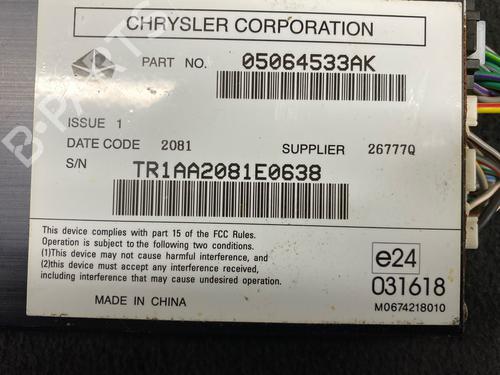 CHRYSLER CORPORATION
PART NO. 05064533AK
ISSUE 1
DATE CODE 2081 SUPPLIER 26777Q
S/N TR1AA2081E0638
This device complies with part 15 of the FCC Rules.
Operation is subject to the following two conditions.
(1)This device may not cause harmful interference, and
(2)this device must accept any interference received,
including interference that may cause undesired operation.
e24
031618
MADE IN CHINA
M0674218010
B-PARTS